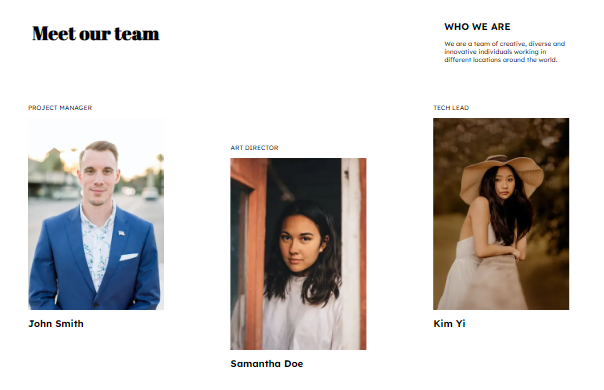 Meet our team
WHO WE ARE
We are a team of creative, diverse and
innovative individuals working in
different locations around the world.
PROJECT MANAGER
John Smith
ART DIRECTOR
Samantha Doe
TECH LEAD
Kim Yi